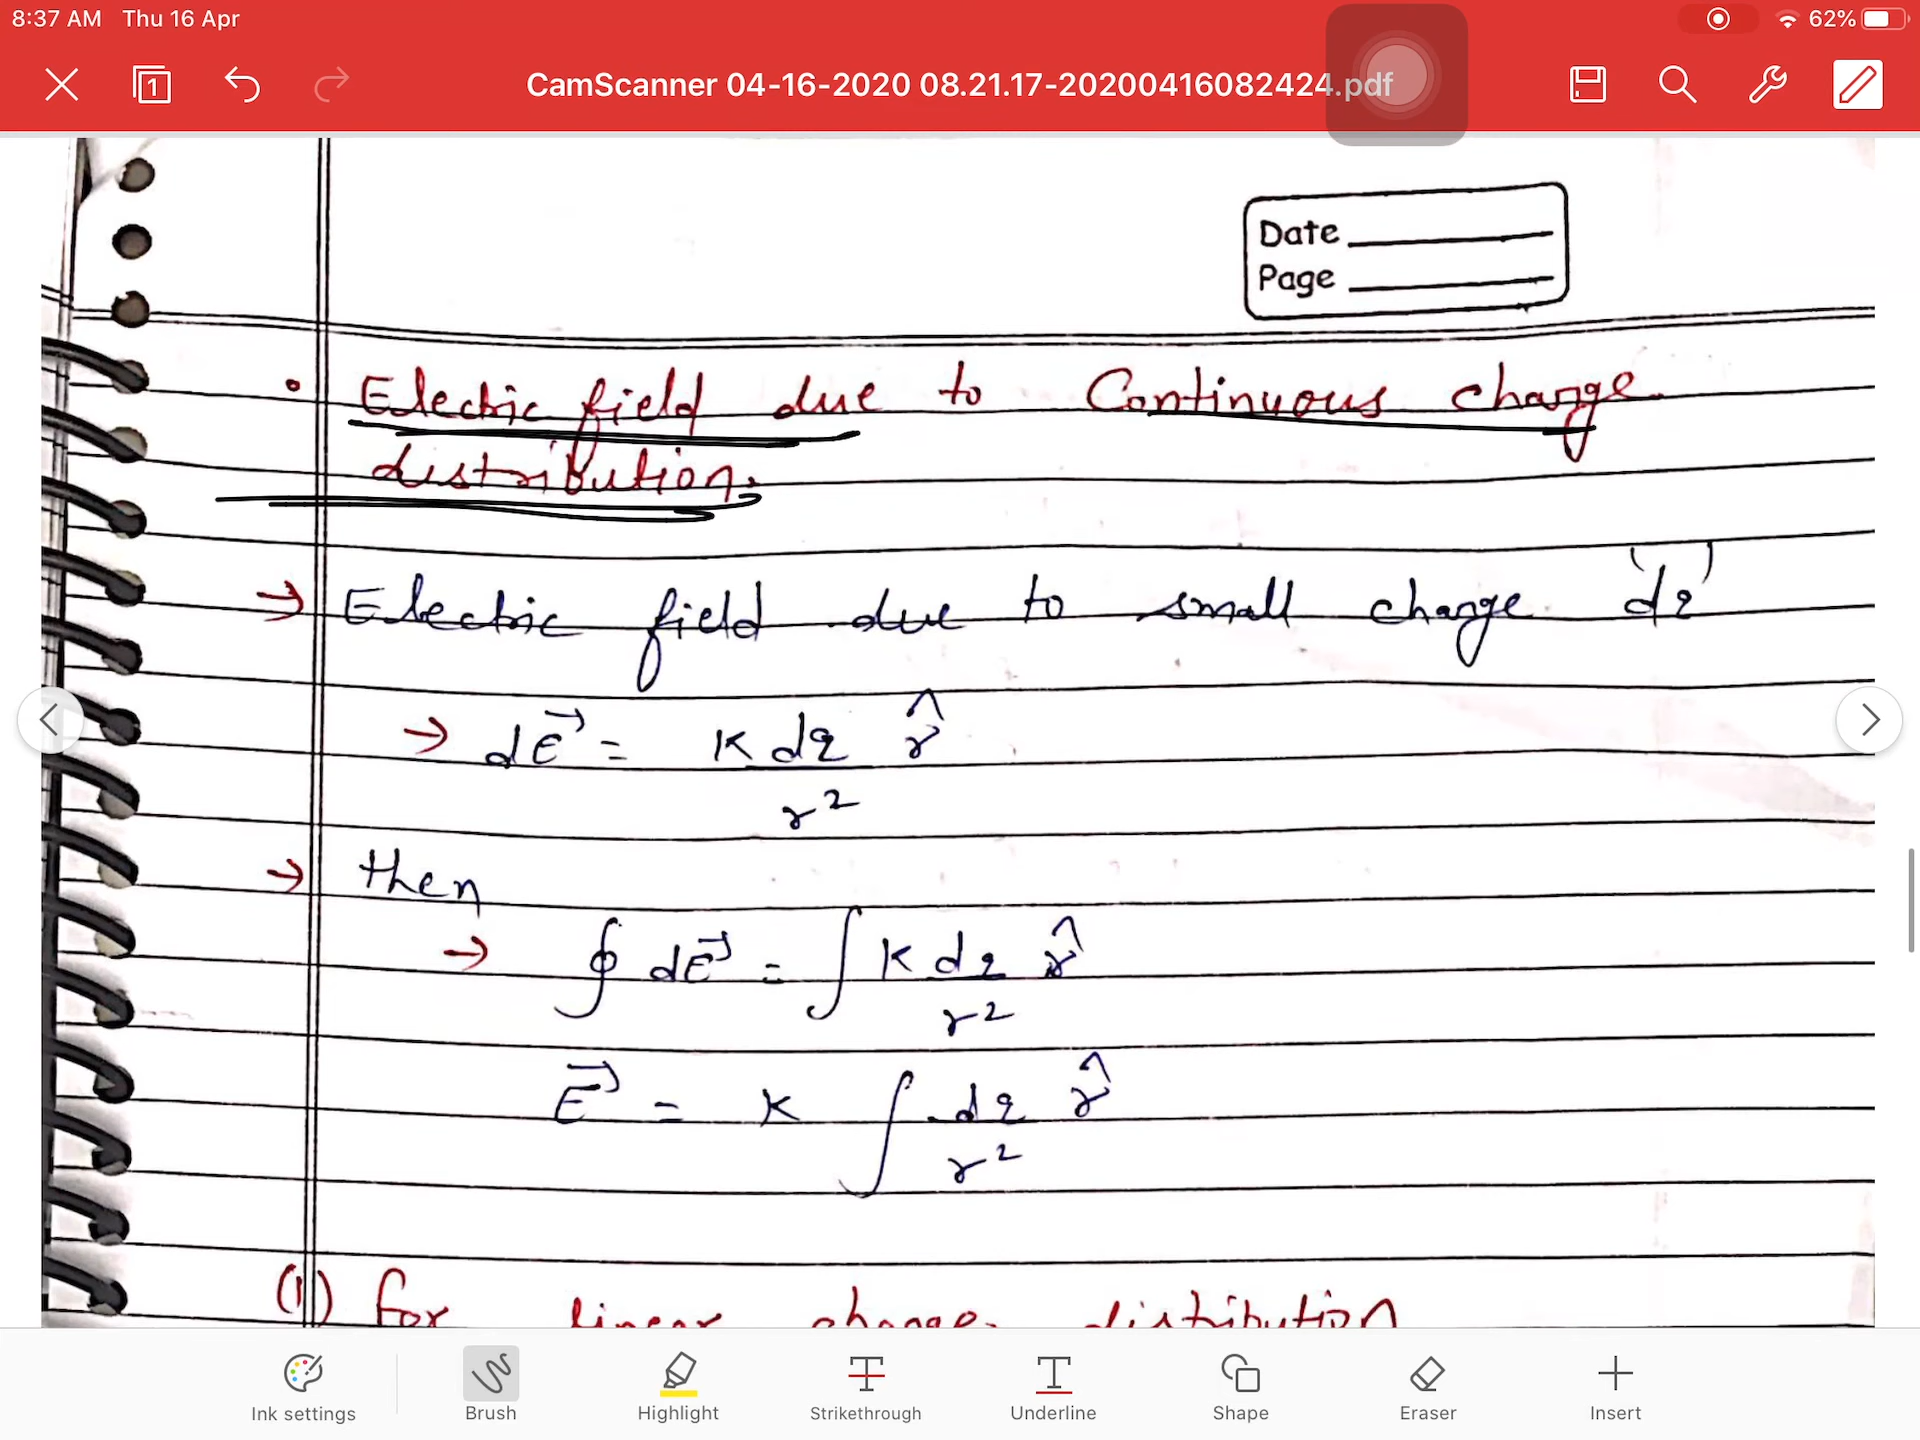 8:37 AM Thu 16 Apr
62%
1
CamScanner 04-16-2020 08.21.17-20200416082424.pdf
Date
Page
• Electric field due to Continuous charge
distribution.
→ Electric field due to small charge (dq)
→ dE⃗ = K dq r̂
r²
→ then
→ ∮ dE⃗ = ∫ K dq r̂
r²
E⃗ = K ∫ dq r̂
r²
(1) for linear charge distribution
Ink settings
Brush
Highlight
Strikethrough
Underline
Shape
Eraser
Insert